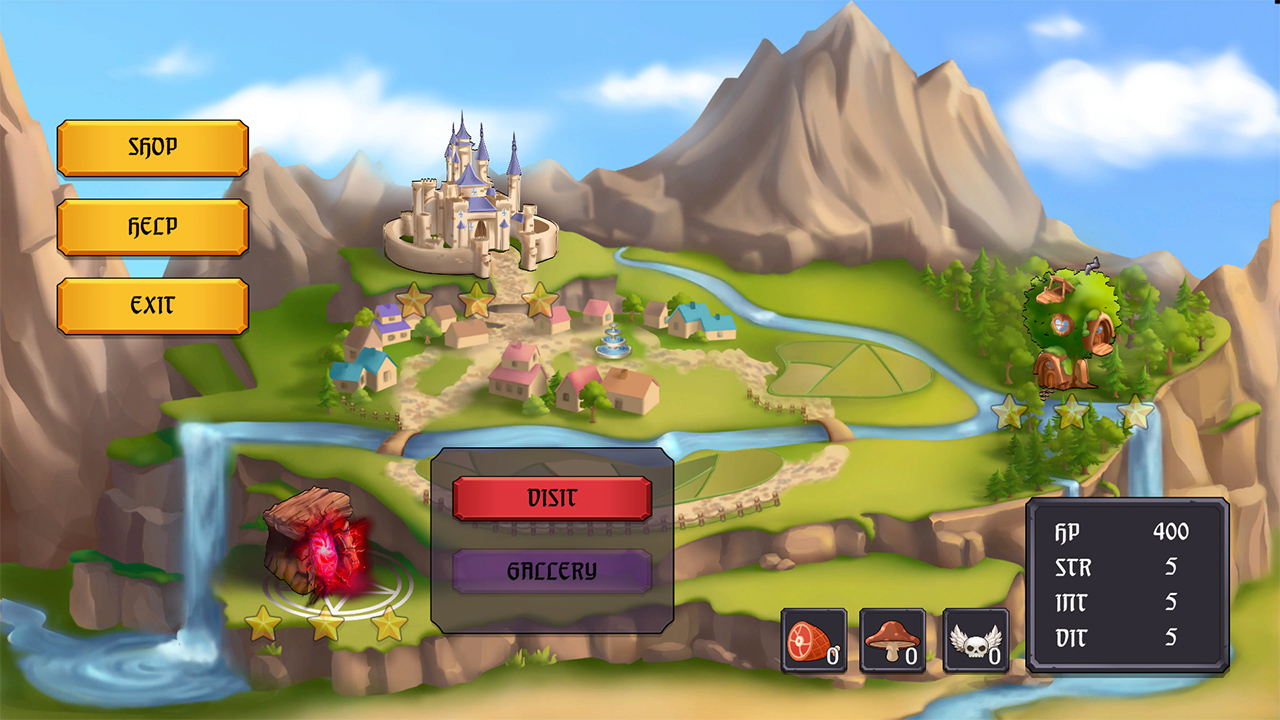 SHOP
HELP
EXIT
VISIT
GALLERY
HP 400
STR 5
INT 5
VIT 5
0 0 0